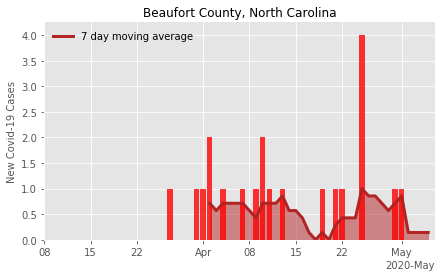 Beaufort County, North Carolina
7 day moving average
New Covid-19 Cases
4.0
3.5
3.0
2.5
2.0
1.5
1.0
0.5
0.0
08 15 22 Apr 08 15 22 May
2020-May